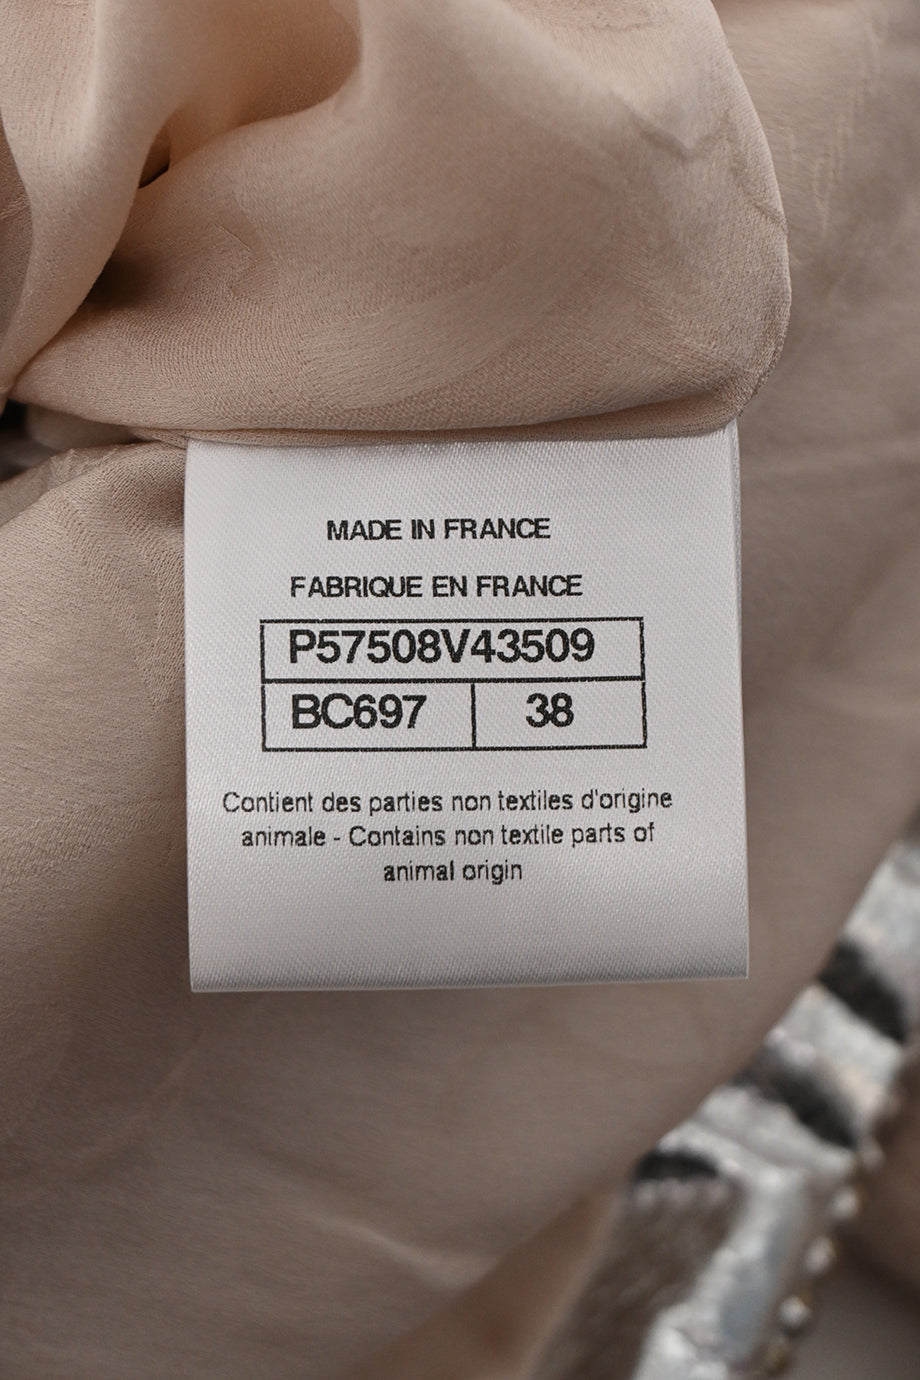 MADE IN FRANCE
FABRIQUE EN FRANCE
P57508V43509
BC697 38
Contient des parties non textiles d'origine
animale - Contains non textile parts of
animal origin